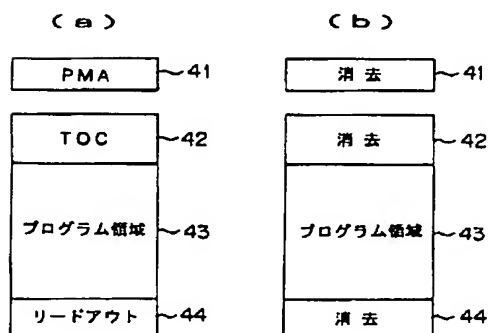 (a)
PMA 41
TOC 42
プログラム領域 43
リードアウト 44
(b)
消去 41
消去 42
プログラム領域 43
消去 44